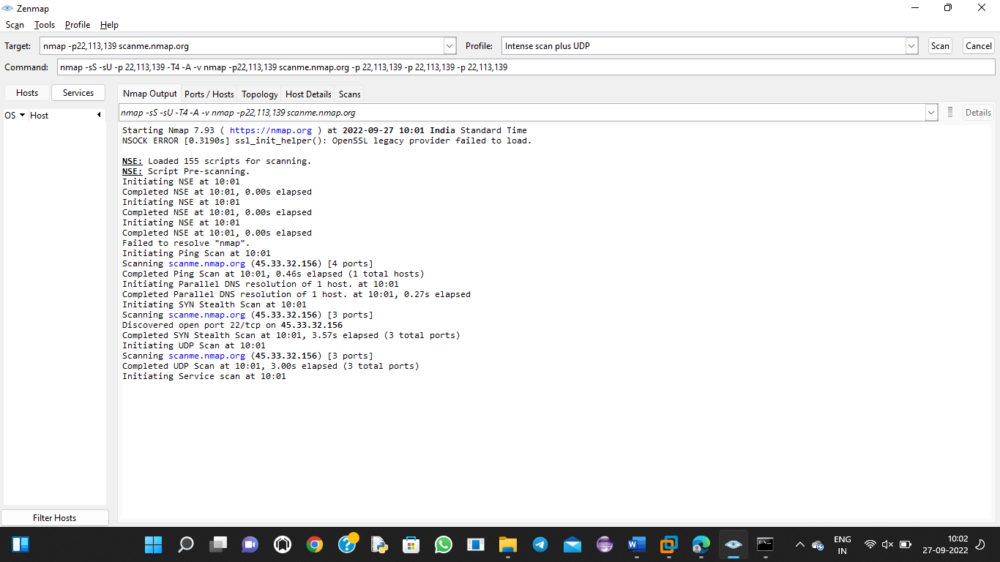 Zenmap
Scan Tools Profile Help
Target: nmap -p22,113,139 scanme.nmap.org Profile: Intense scan plus UDP Scan Cancel
Command: nmap -sS -sU -p 22,113,139 -T4 -A -v nmap -p22,113,139 scanme.nmap.org -p 22,113,139 -p 22,113,139 -p 22,113,139
Hosts Services Nmap Output Ports / Hosts Topology Host Details Scans
OS Host
nmap -sS -sU -T4 -A -v nmap -p22,113,139 scanme.nmap.org Details
Starting Nmap 7.93 ( https://nmap.org ) at 2022-09-27 10:01 India Standard Time
NSOCK ERROR [0.3190s] ssl_init_helper(): OpenSSL legacy provider failed to load.
NSE: Loaded 155 scripts for scanning.
NSE: Script Pre-scanning.
Initiating NSE at 10:01
Completed NSE at 10:01, 0.00s elapsed
Initiating NSE at 10:01
Completed NSE at 10:01, 0.00s elapsed
Initiating NSE at 10:01
Completed NSE at 10:01, 0.00s elapsed
Failed to resolve "nmap".
Initiating Ping Scan at 10:01
Scanning scanme.nmap.org (45.33.32.156) [4 ports]
Completed Ping Scan at 10:01, 0.46s elapsed (1 total hosts)
Initiating Parallel DNS resolution of 1 host. at 10:01
Completed Parallel DNS resolution of 1 host. at 10:01, 0.27s elapsed
Initiating SYN Stealth Scan at 10:01
Scanning scanme.nmap.org (45.33.32.156) [3 ports]
Discovered open port 22/tcp on 45.33.32.156
Completed SYN Stealth Scan at 10:01, 3.57s elapsed (3 total ports)
Initiating UDP Scan at 10:01
Scanning scanme.nmap.org (45.33.32.156) [3 ports]
Completed UDP Scan at 10:01, 3.00s elapsed (3 total ports)
Initiating Service scan at 10:01
Filter Hosts
ENG
IN
10:02
27-09-2022